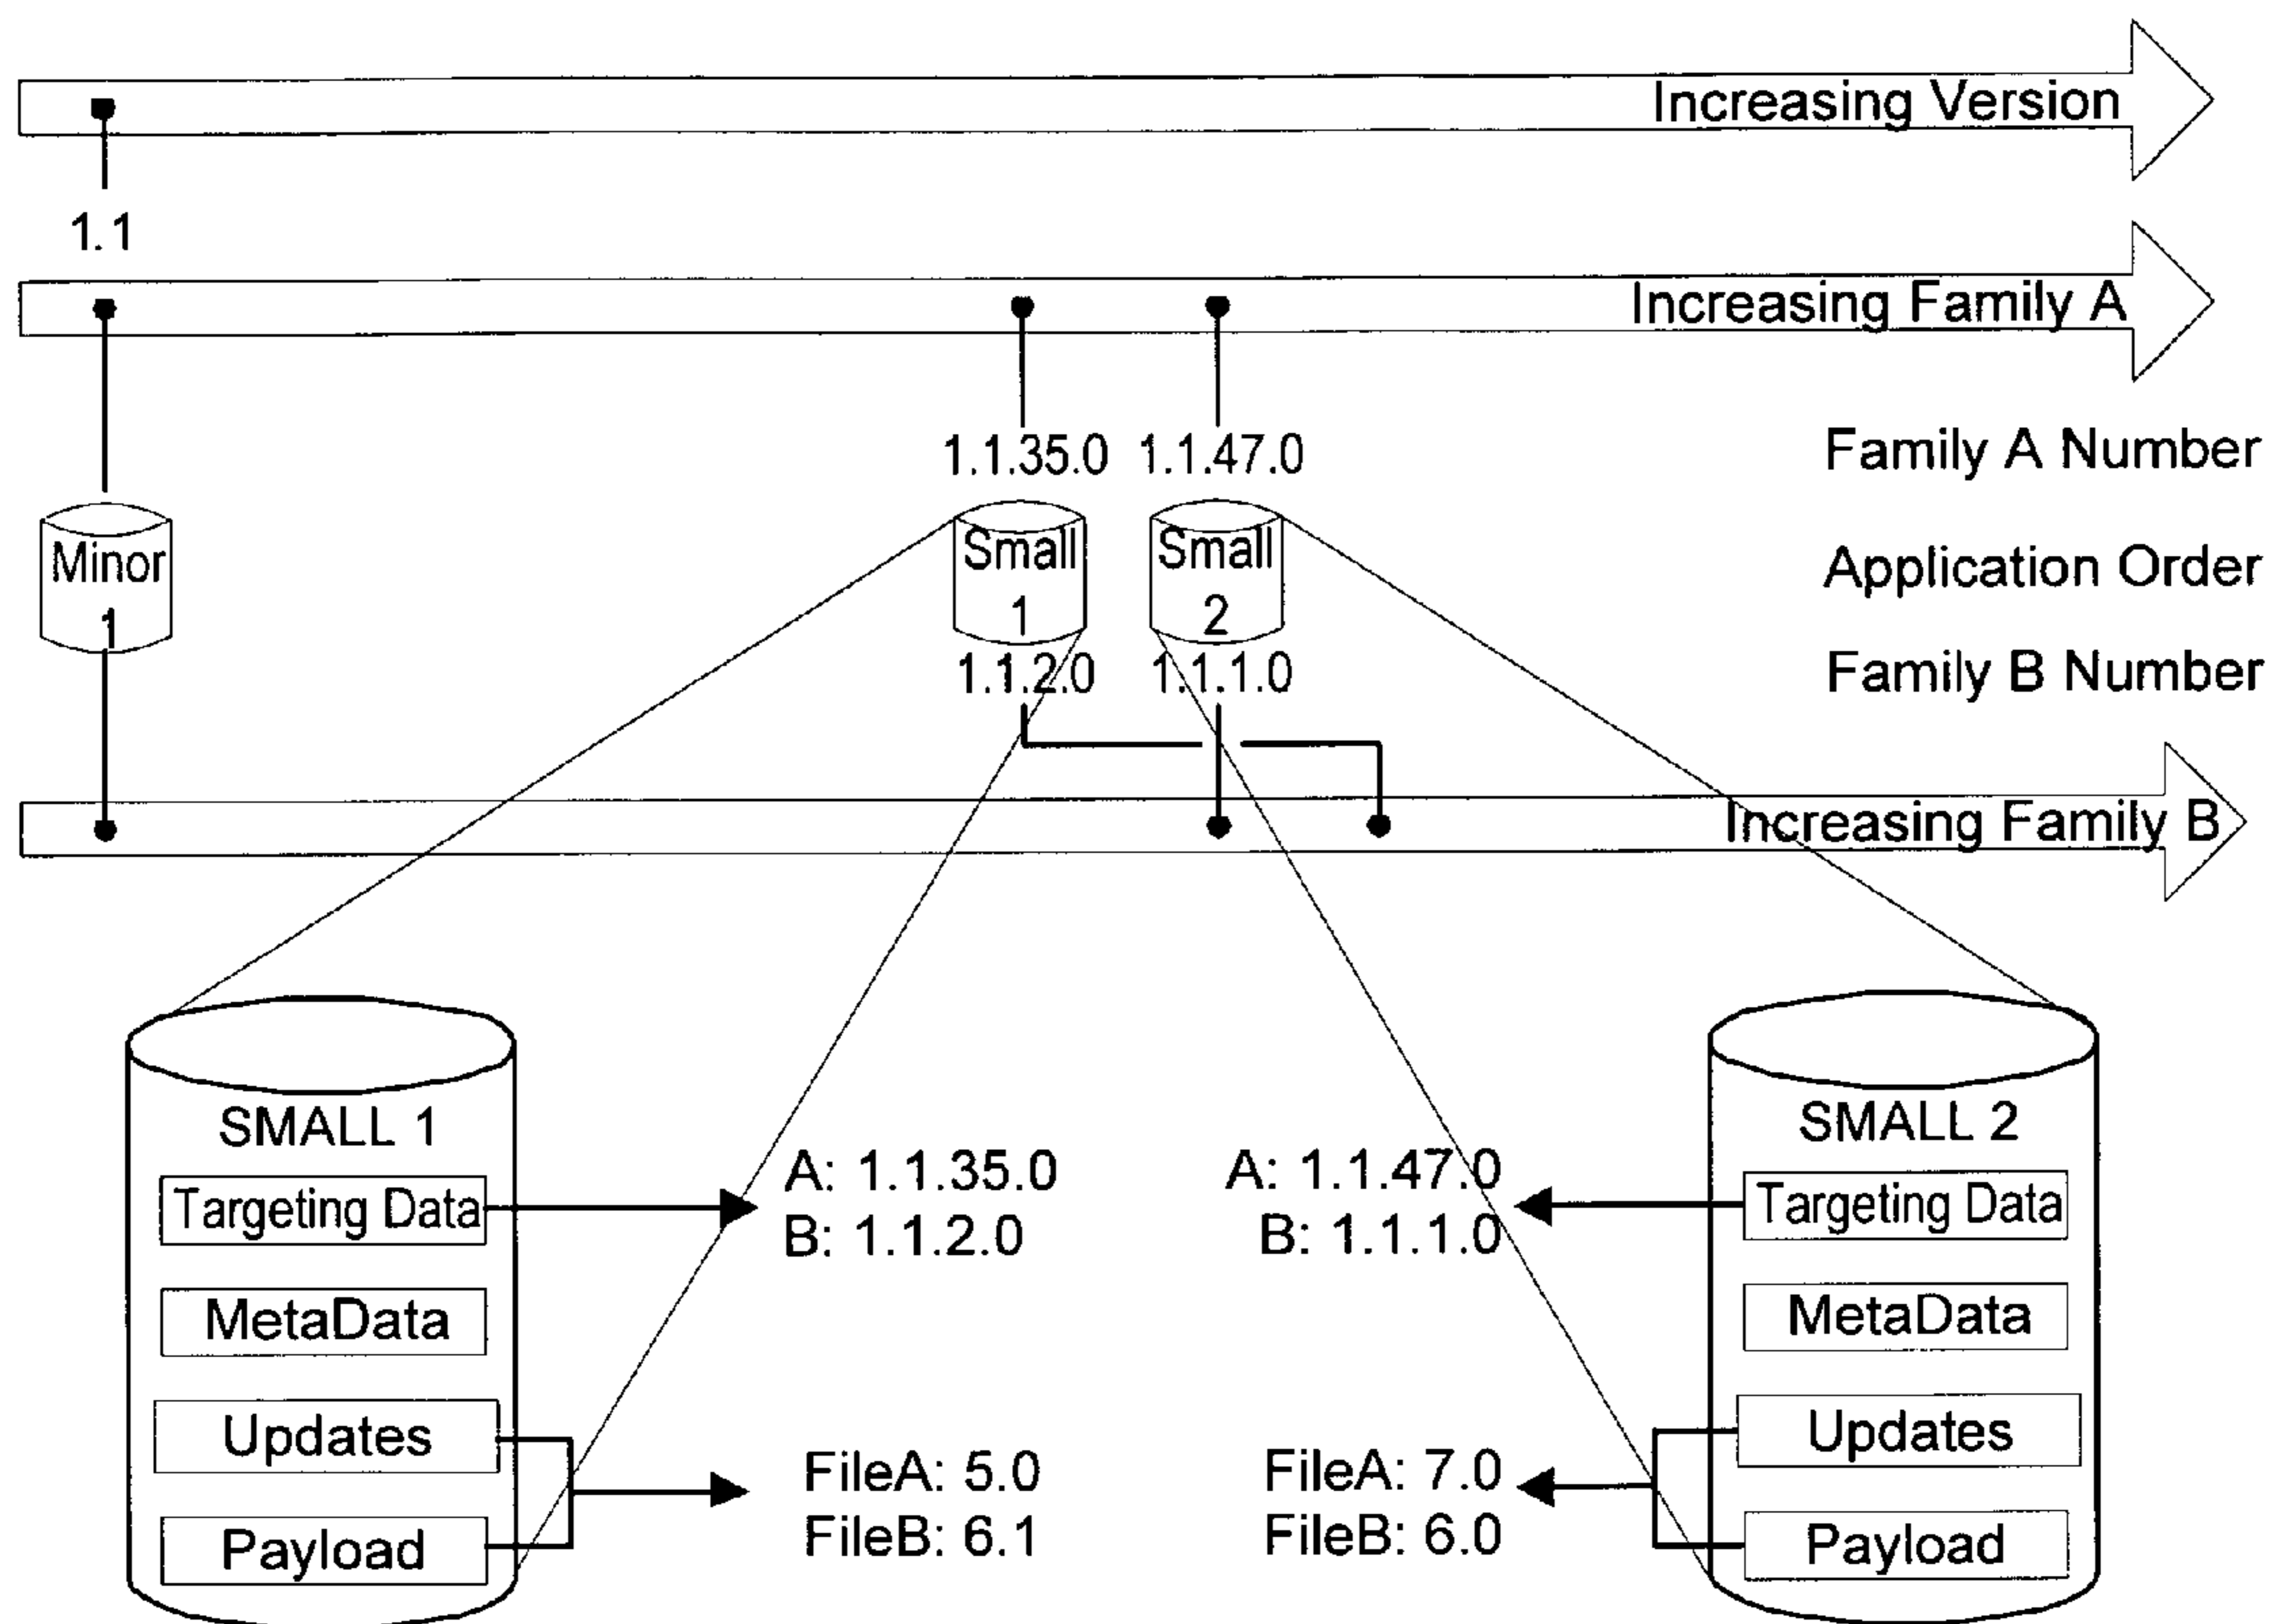 Increasing Version
1.1
Increasing Family A
1.1.35.0 1.1.47.0 Family A Number
Minor
1
Small
1
Small
2
Application Order
1.1.2.0 1.1.1.0 Family B Number
Increasing Family B
SMALL 1
Targeting Data
MetaData
Updates
Payload
A: 1.1.35.0
B: 1.1.2.0
FileA: 5.0
FileB: 6.1
A: 1.1.47.0
B: 1.1.1.0
FileA: 7.0
FileB: 6.0
SMALL 2
Targeting Data
MetaData
Updates
Payload